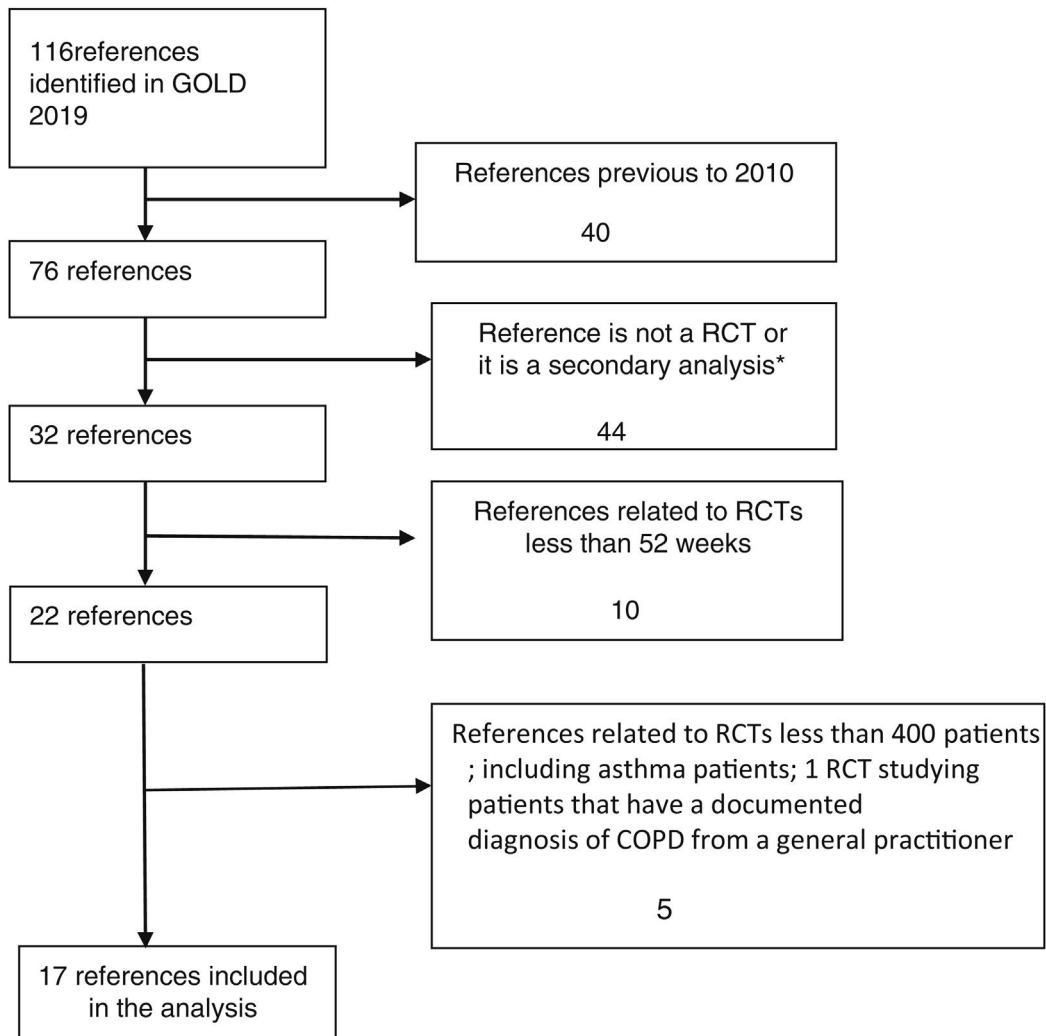 116references
identified in GOLD
2019
References previous to 2010
40
76 references
Reference is not a RCT or
it is a secondary analysis*
44
32 references
References related to RCTs
less than 52 weeks
10
22 references
References related to RCTs less than 400 patients
; including asthma patients; 1 RCT studying
patients that have a documented
diagnosis of COPD from a general practitioner
5
17 references included
in the analysis